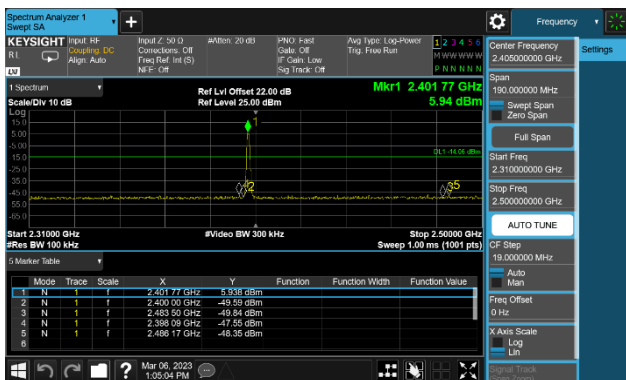 Spectrum Analyzer 1
Swept SA
+
Frequency
KEYSIGHT
R L
LVI
Input: RF
Coupling: DC
Align: Auto
Input Z: 50 Ω
Corrections: Off
Freq Ref: Int (S)
NFE: Off
#Atten: 20 dB
PNO: Fast
Gate: Off
IF Gain: Low
Sig Track: Off
Avg Type: Log-Power
Trig: Free Run
1 2 3 4 5 6
M W W W W W
P N N N N N
1 Spectrum
Scale/Div 10 dB
Ref Lvl Offset 22.00 dB
Ref Level 25.00 dBm
Mkr1 2.401 77 GHz
5.94 dBm
Log
15.0
5.00
-5.00
-15.0
-25.0
-35.0
-45.0
-55.0
-65.0
1
DL1 -14.06 dBm
2
3
5
Start 2.31000 GHz
#Res BW 100 kHz
#Video BW 300 kHz
Stop 2.50000 GHz
Sweep 1.00 ms (1001 pts)
5 Marker Table
Mode Trace Scale X Y Function Function Width Function Value
1 N 1 f 2.401 77 GHz 5.938 dBm
2 N 1 f 2.400 00 GHz -49.59 dBm
3 N 1 f 2.483 50 GHz -49.84 dBm
4 N 1 f 2.398 09 GHz -47.55 dBm
5 N 1 f 2.486 17 GHz -48.35 dBm
6
Mar 06, 2023
1:05:04 PM
?
Settings
Center Frequency
2.405000000 GHz
Span
190.000000 MHz
Swept Span
Zero Span
Full Span
Start Freq
2.310000000 GHz
Stop Freq
2.500000000 GHz
AUTO TUNE
CF Step
19.000000 MHz
Auto
Man
Freq Offset
0 Hz
X Axis Scale
Log
Lin
Signal Track
(Span Zoom)